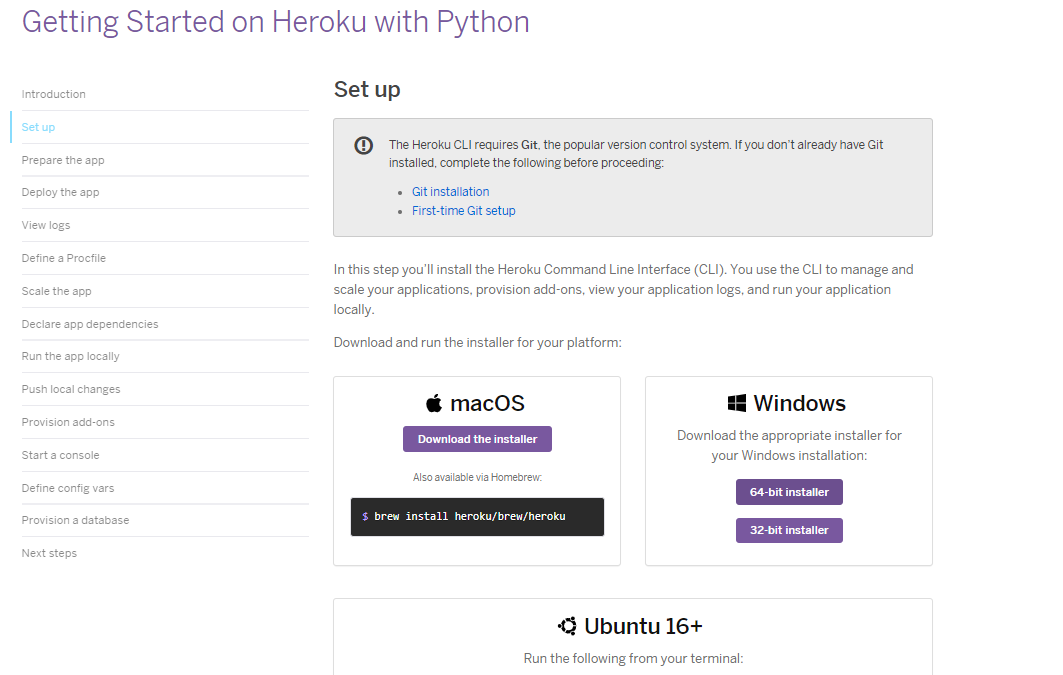 Getting Started on Heroku with Python
Introduction
Set up
Prepare the app
Deploy the app
View logs
Define a Procfile
Scale the app
Declare app dependencies
Run the app locally
Push local changes
Provision add-ons
Start a console
Define config vars
Provision a database
Next steps
Set up
The Heroku CLI requires Git, the popular version control system. If you don't already have Git
installed, complete the following before proceeding:
• Git installation
• First-time Git setup
In this step you'll install the Heroku Command Line Interface (CLI). You use the CLI to manage and
scale your applications, provision add-ons, view your application logs, and run your application
locally.
Download and run the installer for your platform:
macOS
Download the installer
Also available via Homebrew:
$ brew install heroku/brew/heroku
Windows
Download the appropriate installer for
your Windows installation:
64-bit installer
32-bit installer
Ubuntu 16+
Run the following from your terminal: